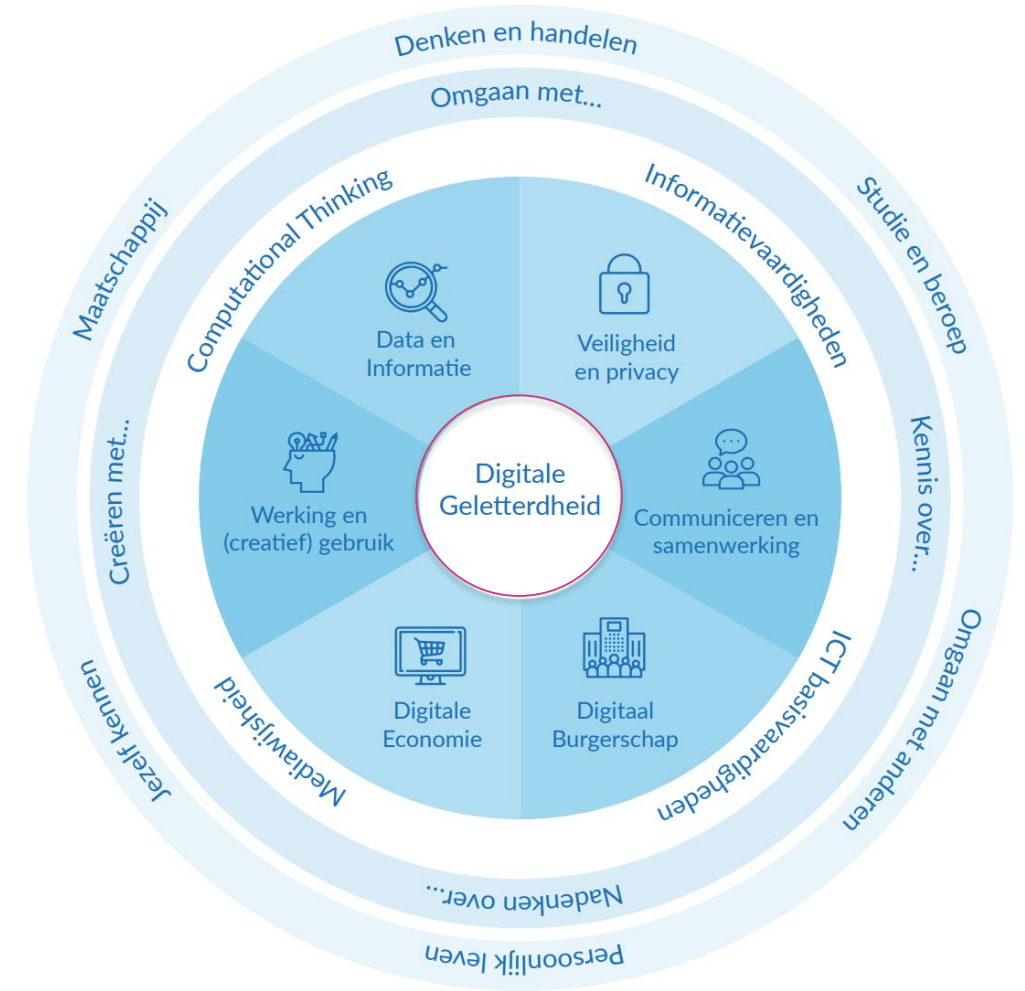 Denken en handelen
Studie en beroep
Omgaan met anderen
Persoonlijk leven
Jezelf kennen
Maatschappij
Omgaan met...
Kennis over...
Nadenken over...
Creëren met...
Computational Thinking
Informatievaardigheden
ICT basisvaardigheden
Mediawijsheid
Data en
Informatie
Veiligheid
en privacy
Communiceren en
samenwerking
Digitaal
Burgerschap
Digitale
Economie
Werking en
(creatief) gebruik
Digitale
Geletterdheid